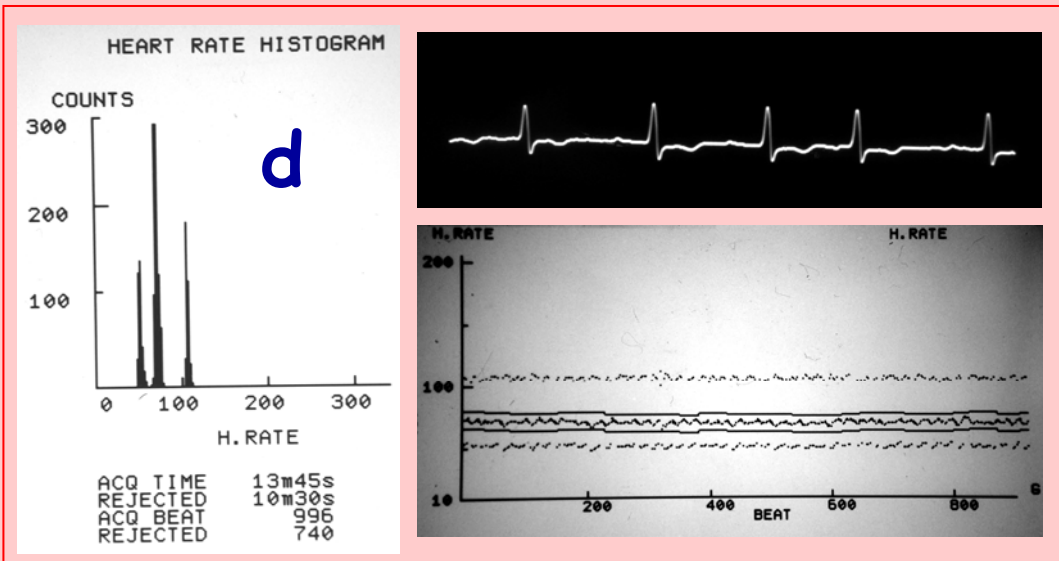 HEART RATE HISTOGRAM
COUNTS
300
200
100
d
0 100 200 300
H.RATE
ACQ TIME 13m45s
REJECTED 10m30s
ACQ BEAT 996
REJECTED 740
H.RATE H.RATE
200
100
10
200 400 600 800
BEAT
G